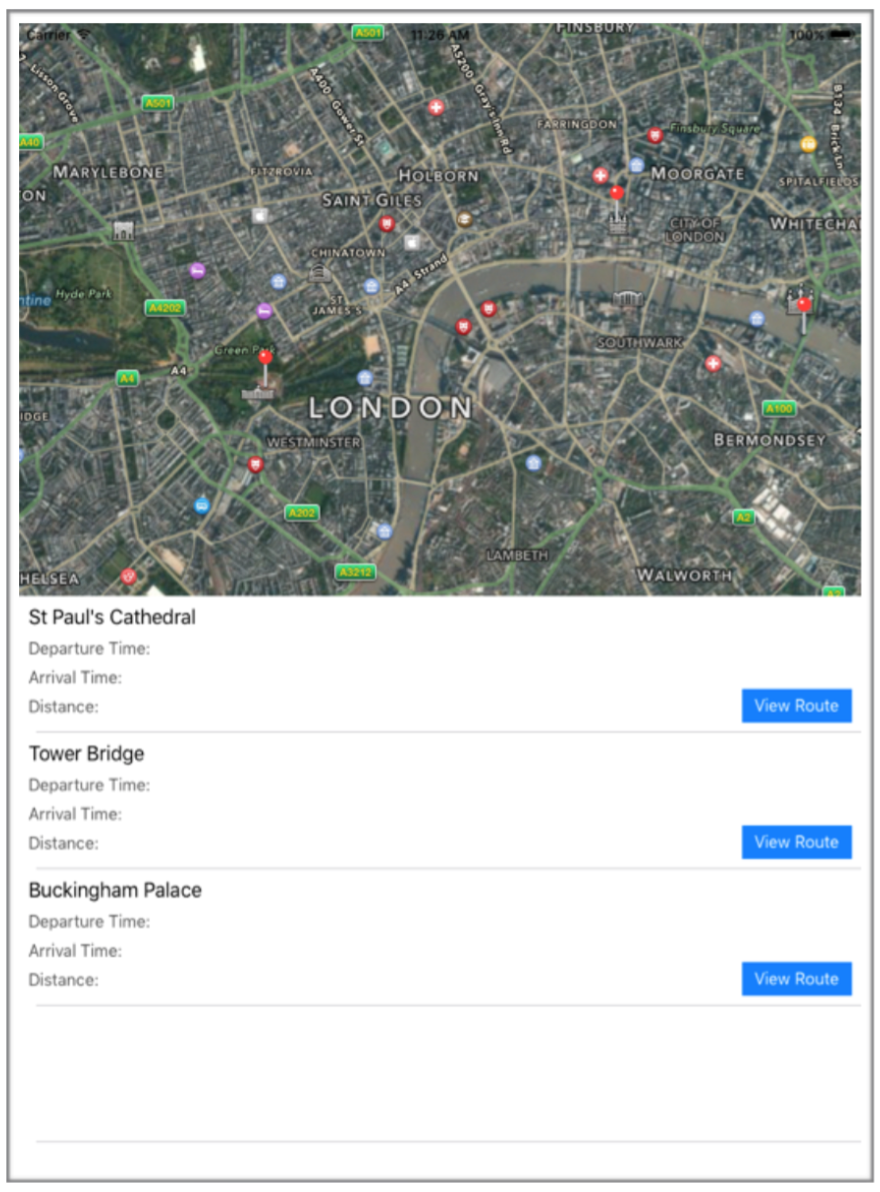 Carrier 11:26 AM 100%
FINSBURY
A501
A5200 - Gray's Inn Rd
Lisson Grove
A400 - Gower St
B134 Brick Ln
A501
FARRINGDON
Finsbury Square
A40
MARYLEBONE
FITZROVIA
HOLBORN
MOORGATE
SPITALFIELDS
TON
SAINT GILES
CITY OF
LONDON
WHITECHA
CHINATOWN
A4 - Strand
Hyde Park
ntine
ST
JAMES'S
A4202
SOUTHWARK
Green Park
A4
A4
LONDON
A100
IDGE
WESTMINSTER
BERMONDSEY
A202
A2
LAMBETH
A3212
HELSEA
WALWORTH
A2
St Paul's Cathedral
Departure Time:
Arrival Time:
Distance:
View Route
Tower Bridge
Departure Time:
Arrival Time:
Distance:
View Route
Buckingham Palace
Departure Time:
Arrival Time:
Distance:
View Route